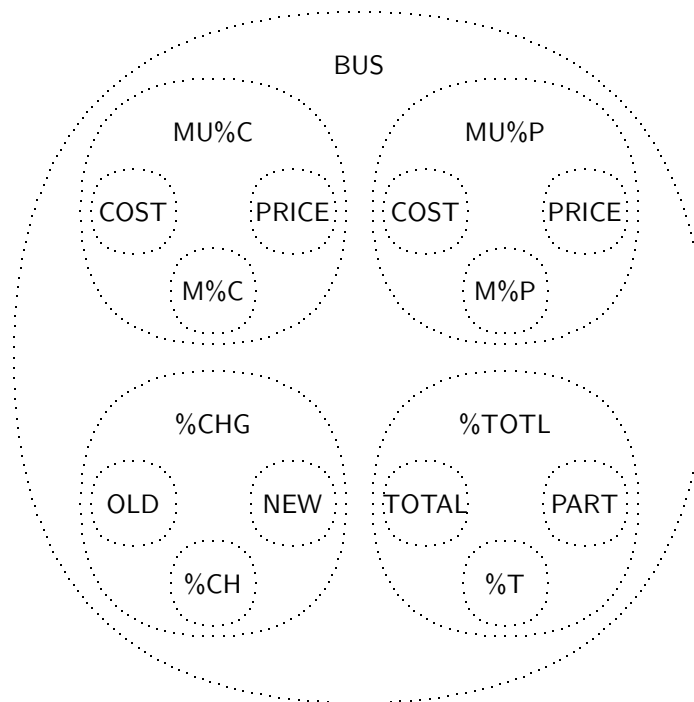 BUS
MU%C MU%P
COST PRICE COST PRICE
M%C M%P
%CHG %TOTL
OLD NEW TOTAL PART
%CH %T